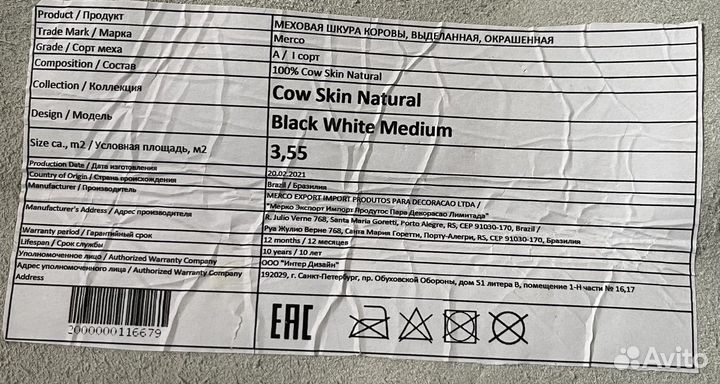 Product / Продукт
МЕХОВАЯ ШКУРА КОРОВЫ, ВЫДЕЛАННАЯ, ОКРАШЕННАЯ
Trade Mark / Марка
Merco
Grade / Сорт меха
A / I сорт
Composition / Состав
100% Cow Skin Natural
Collection / Коллекция
Cow Skin Natural
Design / Модель
Black White Medium
Size ca., m2 / Условная площадь, м2
3,55
Production Date / Дата изготовления
20.02.2021
Country of Origin / Страна происхождения
Brazil / Бразилия
Manufacturer / Производитель
MERCO EXPORT IMPORT PRODUTOS PARA DECORACAO LTDA /
"Мерко Экспорт Импорт Продутос Пара Декорасао Лимитада"
Manufacturer's Address / Адрес производителя
R. Julio Verne 768, Santa Maria Goretti, Porto Alegre, RS, CEP 91030-170, Brazil /
Руа Жулио Верне 768, Санта Мария Горетти, Порту-Алегри, RS, CEP 91030-170, Бразилия
Warranty period / Гарантийный срок
12 months / 12 месяцев
Lifespan / Срок службы
10 years / 10 лет
Уполномоченное лицо / Authorized Warranty Company
ООО "Интер Дизайн"
Адрес уполномоченного лица / Authorized Warranty Company
Address
192029, г. Санкт-Петербург, пр. Обуховской Обороны, дом 51 литера В, помещение 1-Н части № 16,17
2000000116679
EAC
Avito